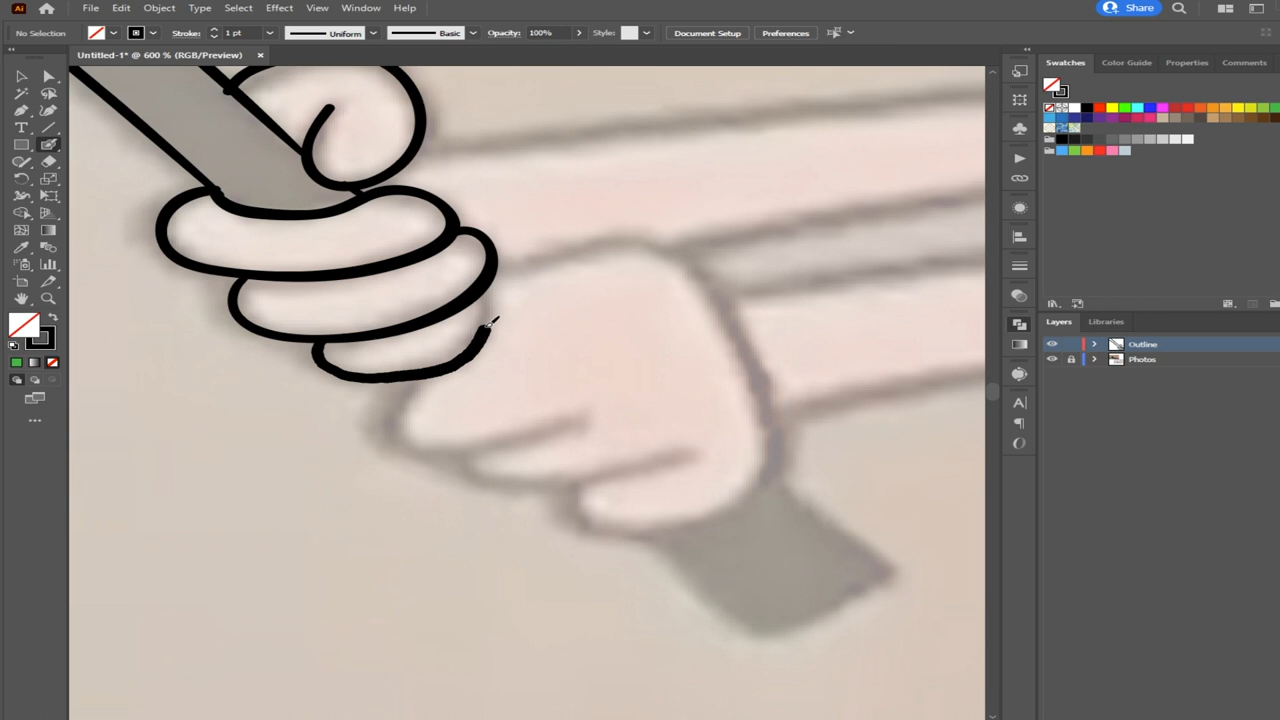 Ai File Edit Object Type Select Effect View Window Help Share
No Selection Stroke: 1 pt Uniform Basic Opacity: 100% Style: Document Setup Preferences
Untitled-1* @ 600 % (RGB/Preview) ×
Swatches Color Guide Properties Comments
Layers Libraries
Outline
Photos